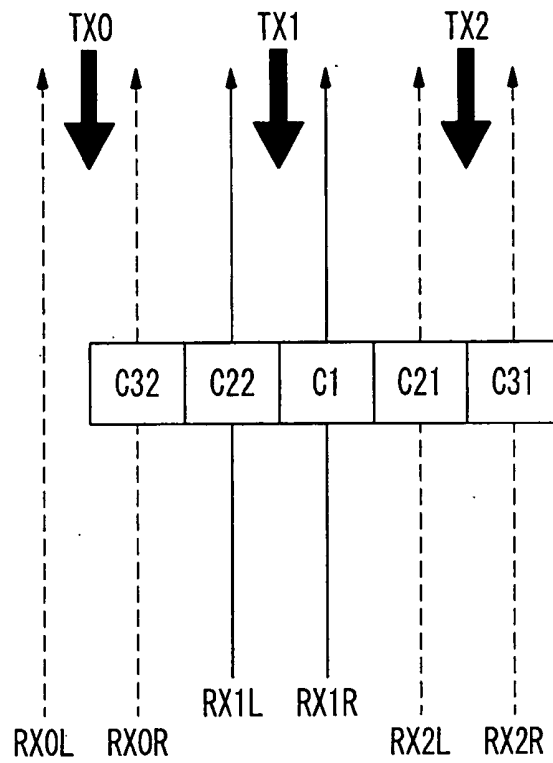 TX0 TX1 TX2
C32 C22 C1 C21 C31
RX1L RX1R
RX0L RX0R RX2L RX2R